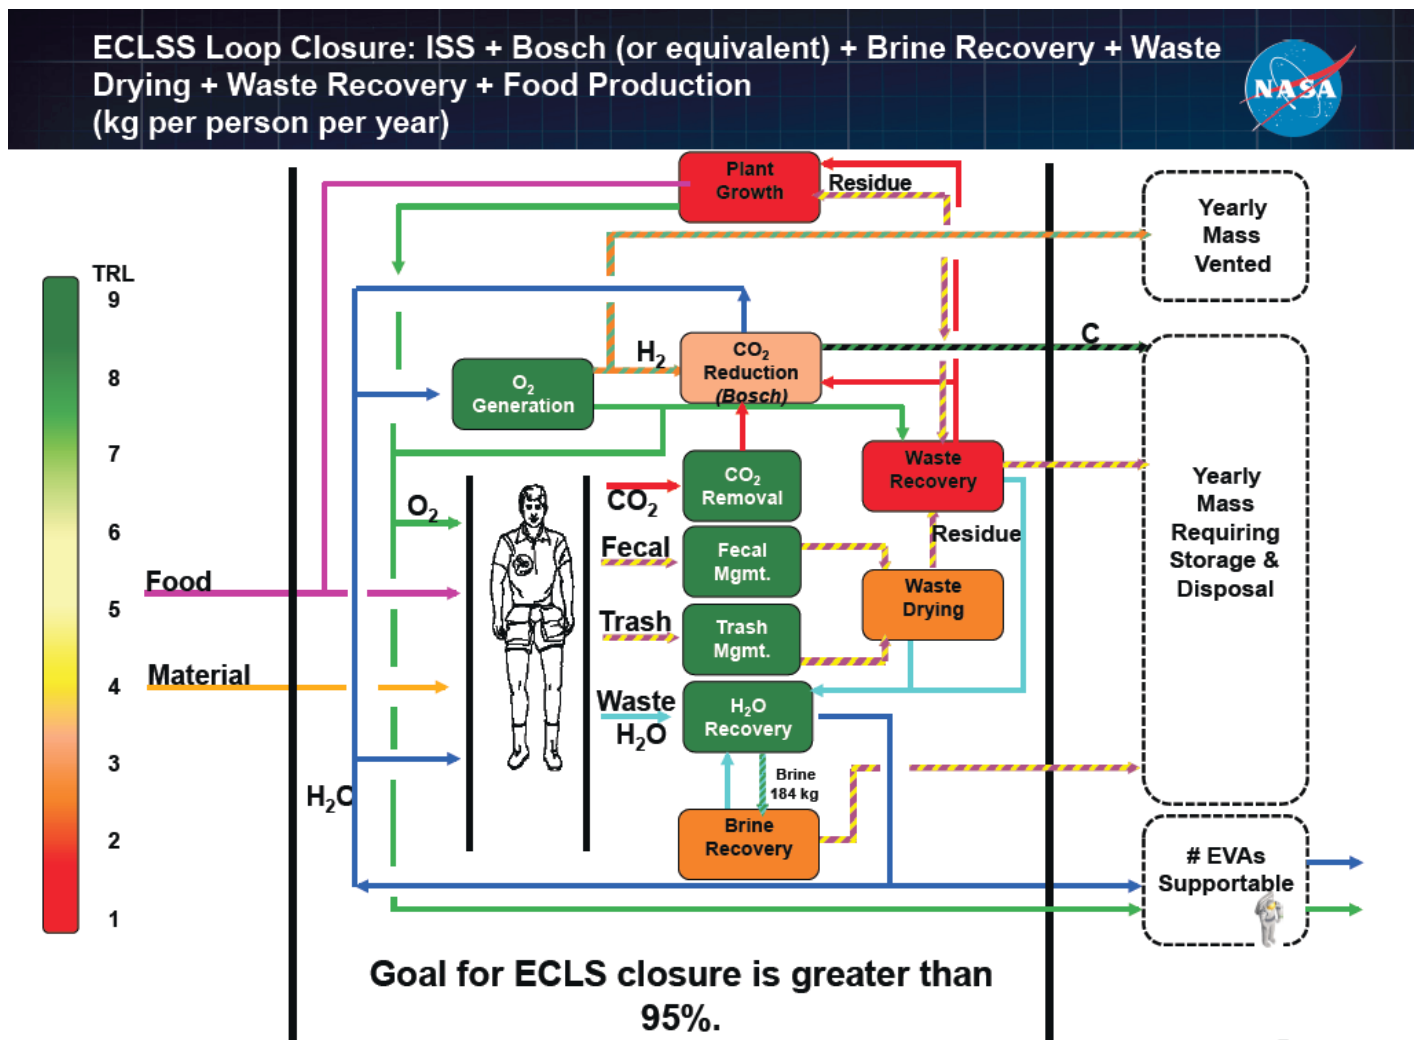 ECLSS Loop Closure: ISS + Bosch (or equivalent) + Brine Recovery + Waste
Drying + Waste Recovery + Food Production
(kg per person per year)
NASA
Plant
Growth
Residue
Yearly
Mass
Vented
TRL
9
8
7
6
5
4
3
2
1
H₂
CO₂
Reduction
(Bosch)
C
O₂
Generation
Waste
Recovery
CO₂
Removal
CO₂
O₂
Yearly
Mass
Requiring
Storage &
Disposal
Residue
Fecal
Fecal
Mgmt.
Food
Waste
Drying
Trash
Trash
Mgmt.
Material
Waste
H₂O
H₂O
Recovery
H₂O
Brine
184 kg
Brine
Recovery
# EVAs
Supportable
Goal for ECLS closure is greater than
95%.